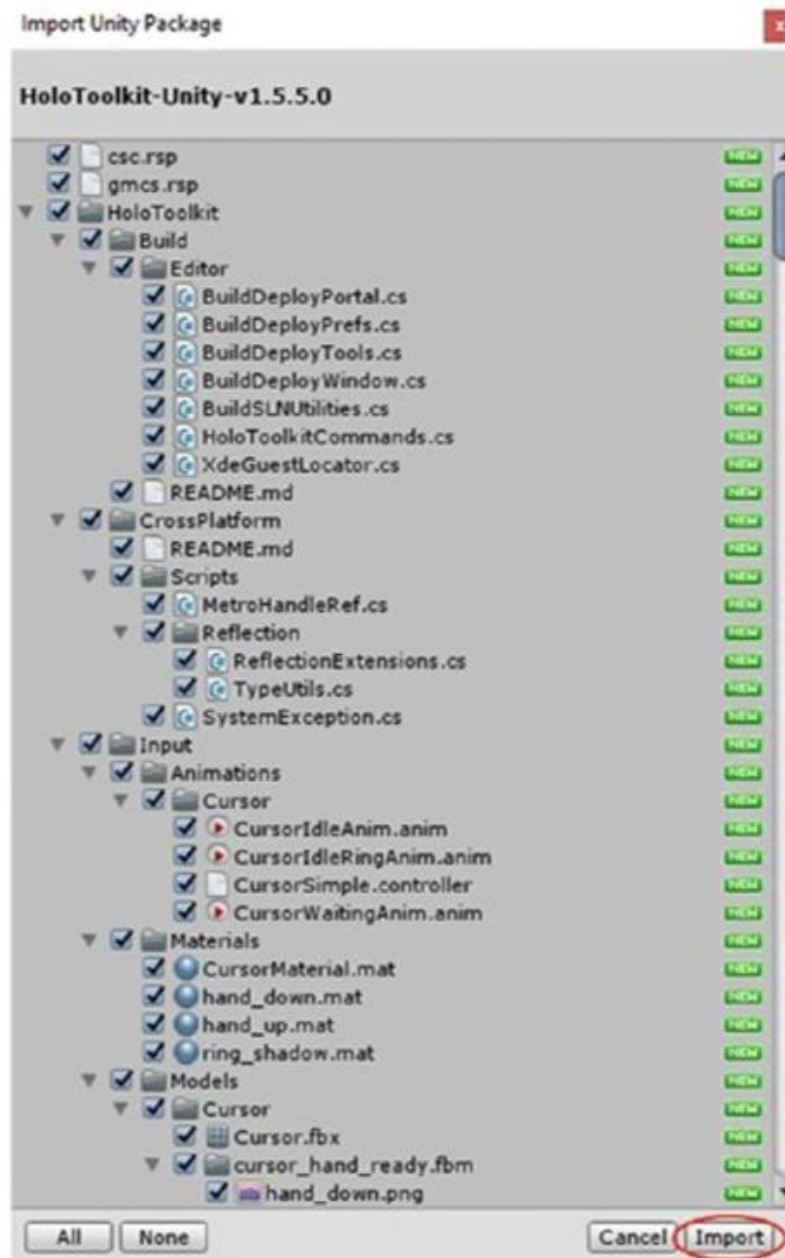 Import Unity Package
x
HoloToolkit-Unity-v1.5.5.0
csc.rsp NEW
gmcs.rsp NEW
HoloToolkit NEW
Build NEW
Editor NEW
BuildDeployPortal.cs NEW
BuildDeployPrefs.cs NEW
BuildDeployTools.cs NEW
BuildDeployWindow.cs NEW
BuildSLNUtilities.cs NEW
HoloToolkitCommands.cs NEW
XdeGuestLocator.cs NEW
README.md NEW
CrossPlatform NEW
README.md NEW
Scripts NEW
MetroHandleRef.cs NEW
Reflection NEW
ReflectionExtensions.cs NEW
TypeUtils.cs NEW
SystemException.cs NEW
Input NEW
Animations NEW
Cursor NEW
CursorIdleAnim.anim NEW
CursorIdleRingAnim.anim NEW
CursorSimple.controller NEW
CursorWaitingAnim.anim NEW
Materials NEW
CursorMaterial.mat NEW
hand_down.mat NEW
hand_up.mat NEW
ring_shadow.mat NEW
Models NEW
Cursor NEW
Cursor.fbx NEW
cursor_hand_ready.fbm NEW
hand_down.png NEW
All None Cancel Import